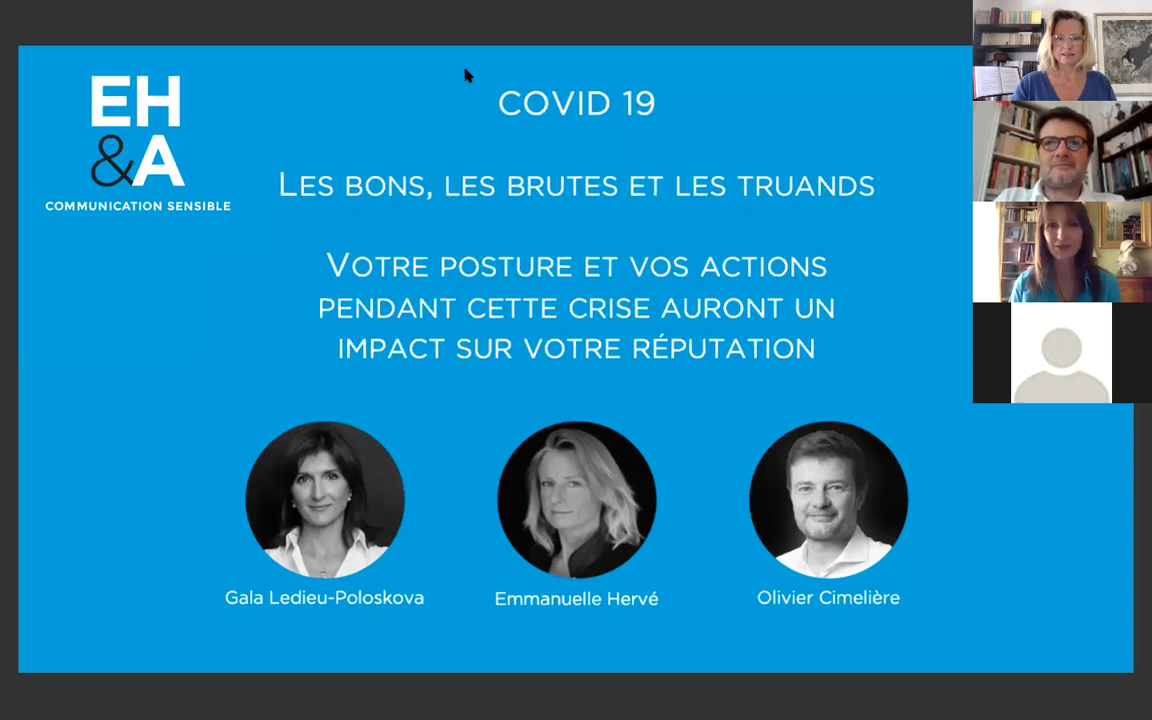 EH
&A
COMMUNICATION SENSIBLE
COVID 19
LES BONS, LES BRUTES ET LES TRUANDS
VOTRE POSTURE ET VOS ACTIONS
PENDANT CETTE CRISE AURONT UN
IMPACT SUR VOTRE RÉPUTATION
Gala Ledieu-Poloskova
Emmanuelle Hervé
Olivier Cimelière